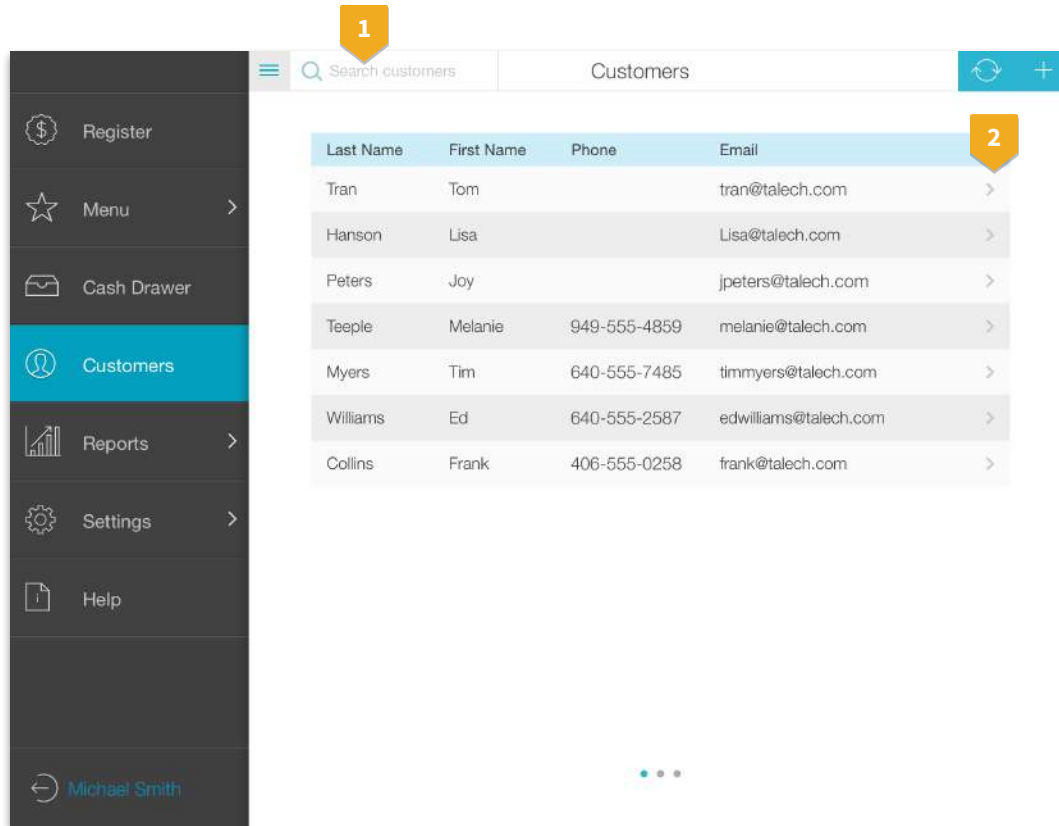 1
Search customers
Customers
Register
Menu
Cash Drawer
Customers
Reports
Settings
Help
Michael Smith
2
Last Name First Name Phone Email
Tran Tom tran@talech.com
Hanson Lisa Lisa@talech.com
Peters Joy jpeters@talech.com
Teeple Melanie 949-555-4859 melanie@talech.com
Myers Tim 640-555-7485 timmyers@talech.com
Williams Ed 640-555-2587 edwilliams@talech.com
Collins Frank 406-555-0258 frank@talech.com